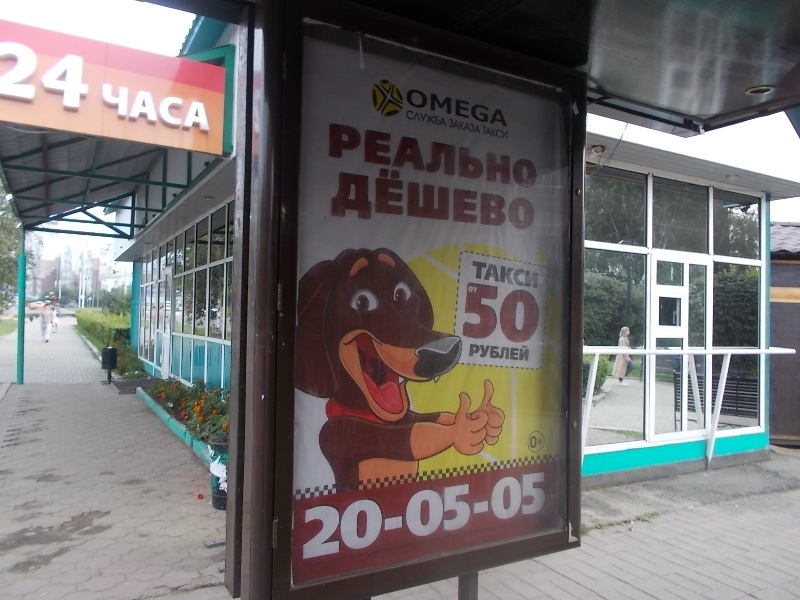 24 ЧАСА
OMEGA
СЛУЖБА ЗАКАЗА ТАКСИ
РЕАЛЬНО
ДЁШЕВО
ТАКСИ
ОТ 50
РУБЛЕЙ
0+
20-05-05